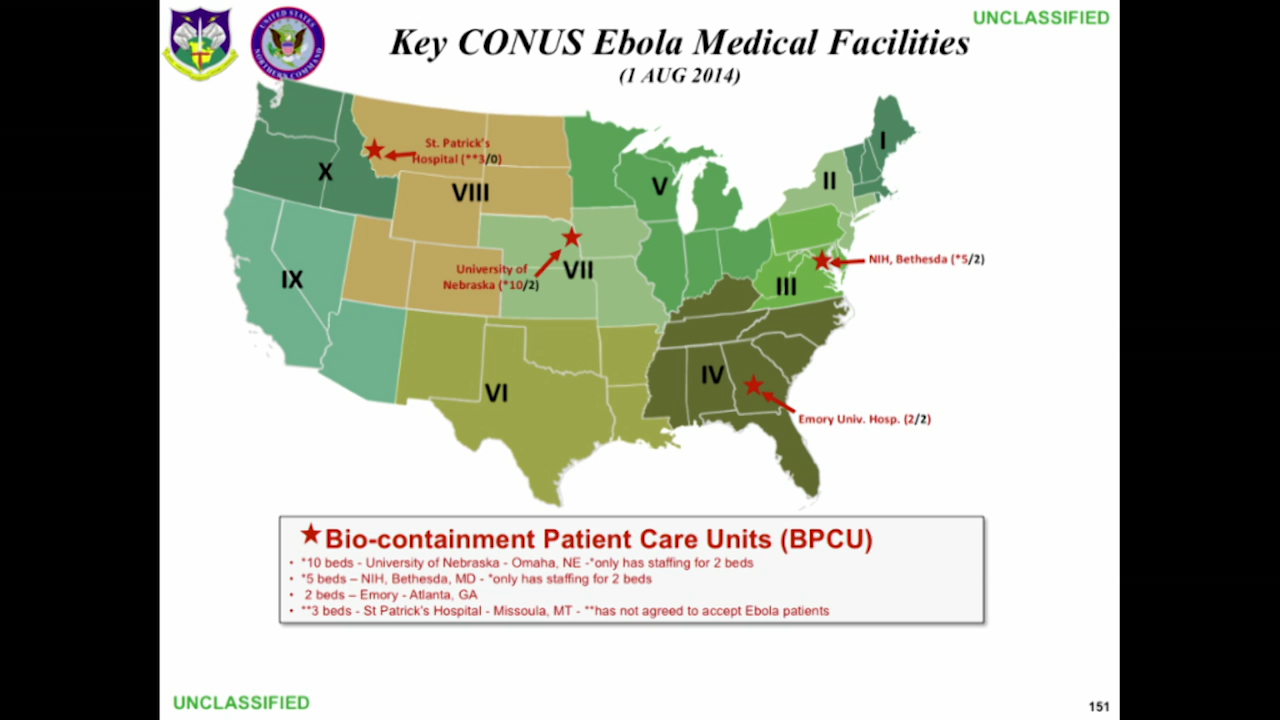 UNCLASSIFIED
UNITED STATES
NORTHERN COMMAND
Key CONUS Ebola Medical Facilities
(1 AUG 2014)
I
St. Patrick's
Hospital (**3/0)
X
II
V
VIII
University of
Nebraska (*10/2)
VII
NIH, Bethesda (*5/2)
IX
III
IV
VI
Emory Univ. Hosp. (2/2)
Bio-containment Patient Care Units (BPCU)
• *10 beds - University of Nebraska - Omaha, NE -*only has staffing for 2 beds
• *5 beds – NIH, Bethesda, MD - *only has staffing for 2 beds
• 2 beds – Emory - Atlanta, GA
• **3 beds - St Patrick's Hospital - Missoula, MT - **has not agreed to accept Ebola patients
UNCLASSIFIED
151